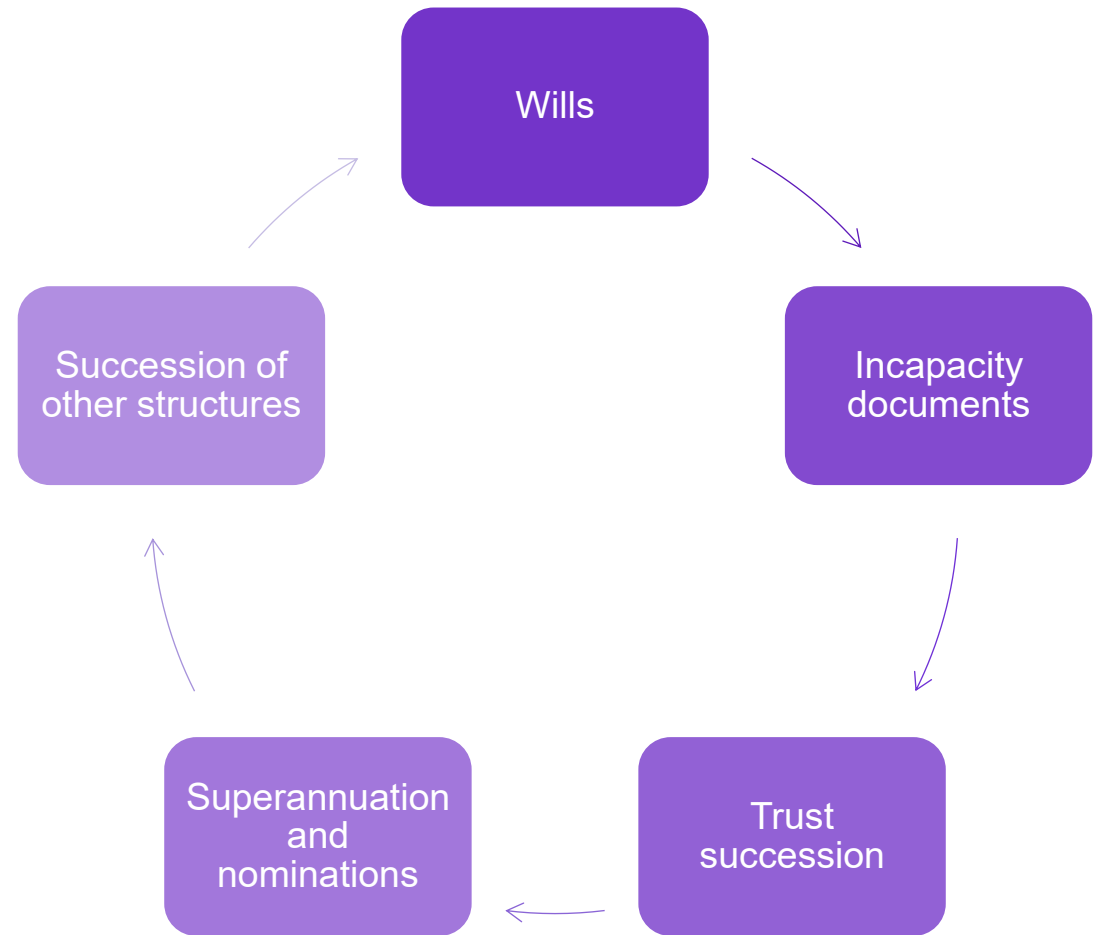 Wills
Incapacity
documents
Trust
succession
Superannuation
and
nominations
Succession of
other structures